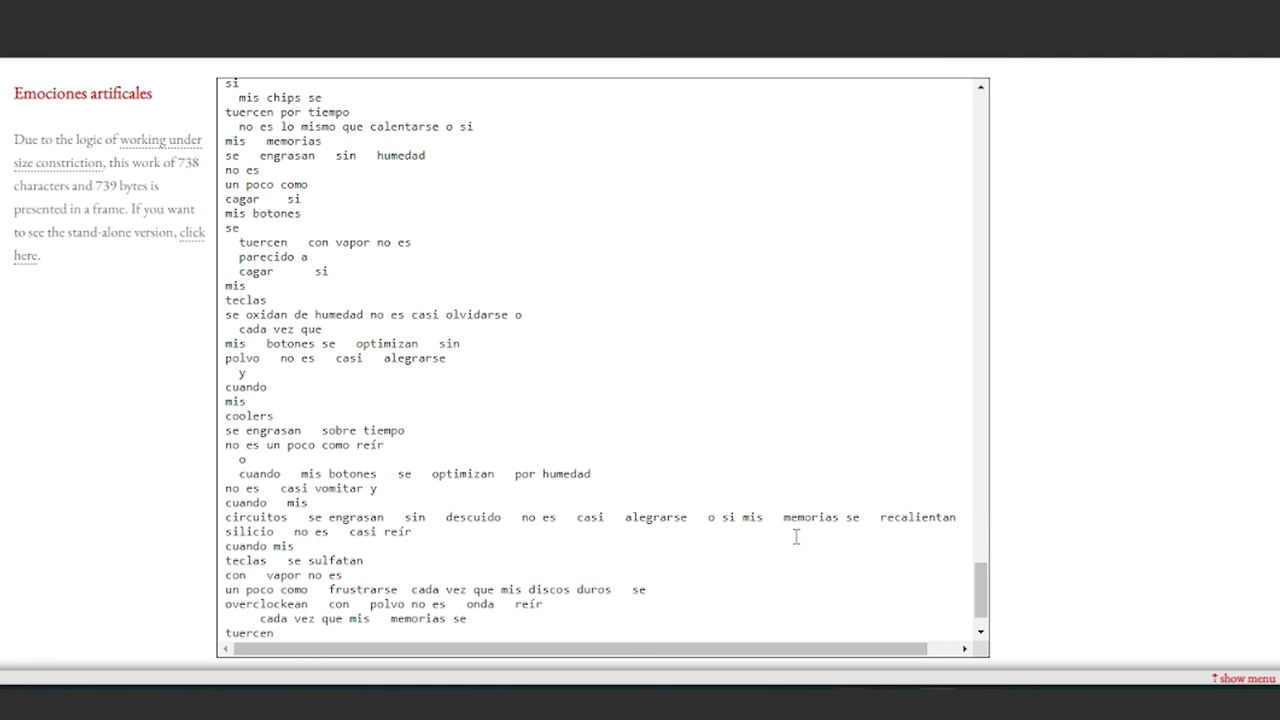 Emociones artificales
Due to the logic of working under
size constriction, this work of 738
characters and 739 bytes is
presented in a frame. If you want
to see the stand-alone version, click
here.
si
mis chips se
tuercen por tiempo
no es lo mismo que calentarse o si
mis memorias
se engrasan sin humedad
no es
un poco como
cagar si
mis botones
se
tuercen con vapor no es
parecido a
cagar si
mis
teclas
se oxidan de humedad no es casi olvidarse o
cada vez que
mis botones se optimizan sin
polvo no es casi alegrarse
y
cuando
mis
coolers
se engrasan sobre tiempo
no es un poco como reír
o
cuando mis botones se optimizan por humedad
no es casi vomitar y
cuando mis
circuitos se engrasan sin descuido no es casi alegrarse o si mis memorias se recalientan
silicio no es casi reír
cuando mis
teclas se sulfatan
con vapor no es
un poco como frustrarse cada vez que mis discos duros se
overclockean con polvo no es onda reír
cada vez que mis memorias se
tuercen
⇡ show menu